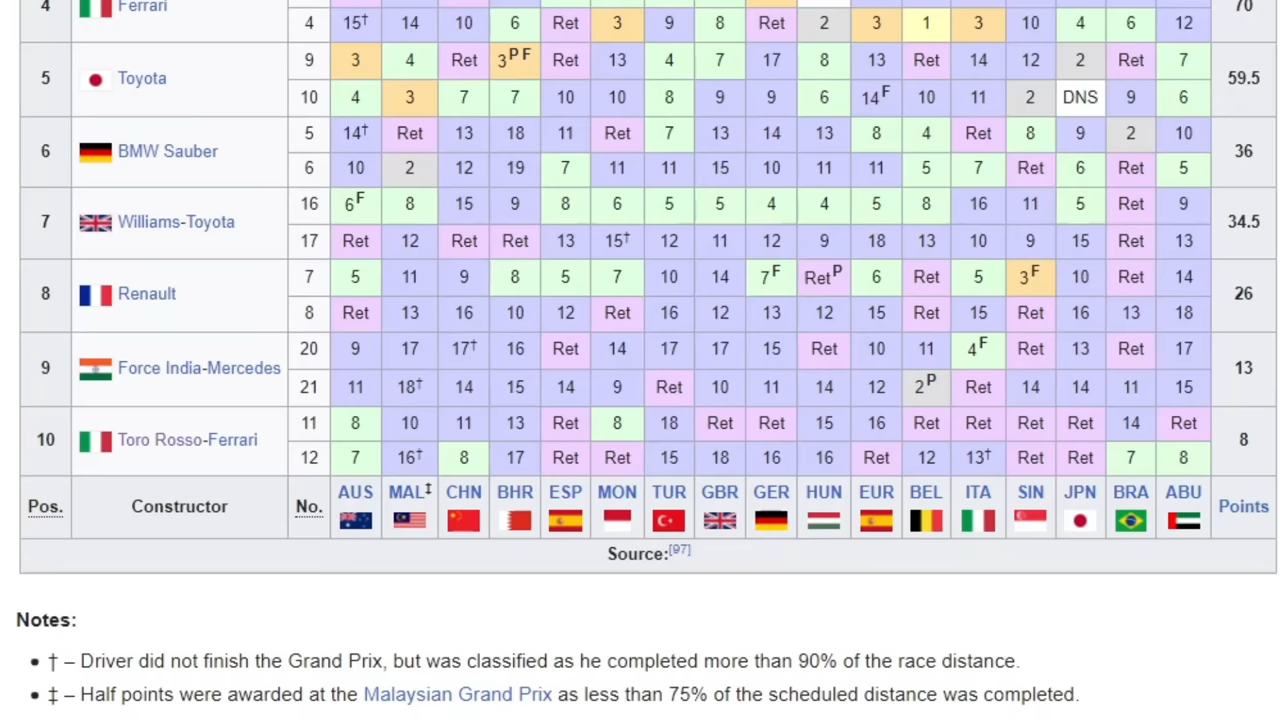 4 Ferrari 70
4 15† 14 10 6 Ret 3 9 8 Ret 2 3 1 3 10 4 6 12
5 Toyota 9 3 4 Ret 3 P F Ret 13 4 7 17 8 13 Ret 14 12 2 Ret 7 59.5
10 4 3 7 7 10 10 8 9 9 6 14 F 10 11 2 DNS 9 6
6 BMW Sauber 5 14† Ret 13 18 11 Ret 7 13 14 13 8 4 Ret 8 9 2 10 36
6 10 2 12 19 7 11 11 15 10 11 11 5 7 Ret 6 Ret 5
7 Williams-Toyota 16 6 F 8 15 9 8 6 5 5 4 4 5 8 16 11 5 Ret 9 34.5
17 Ret 12 Ret Ret 13 15† 12 11 12 9 18 13 10 9 15 Ret 13
8 Renault 7 5 11 9 8 5 7 10 14 7 F Ret P 6 Ret 5 3 F 10 Ret 14 26
8 Ret 13 16 10 12 Ret 16 12 13 12 15 Ret 15 Ret 16 13 18
9 Force India-Mercedes 20 9 17 17† 16 Ret 14 17 17 15 Ret 10 11 4 F Ret 13 Ret 17 13
21 11 18† 14 15 14 9 Ret 10 11 14 12 2 P Ret 14 14 11 15
10 Toro Rosso-Ferrari 11 8 10 11 13 Ret 8 18 Ret Ret 15 16 Ret Ret Ret Ret 14 Ret 8
12 7 16† 8 17 Ret Ret 15 18 16 16 Ret 12 13† Ret Ret 7 8
Pos. Constructor No. AUS MAL‡ CHN BHR ESP MON TUR GBR GER HUN EUR BEL ITA SIN JPN BRA ABU Points
Source:[97]
Notes:
• † – Driver did not finish the Grand Prix, but was classified as he completed more than 90% of the race distance.
• ‡ – Half points were awarded at the Malaysian Grand Prix as less than 75% of the scheduled distance was completed.